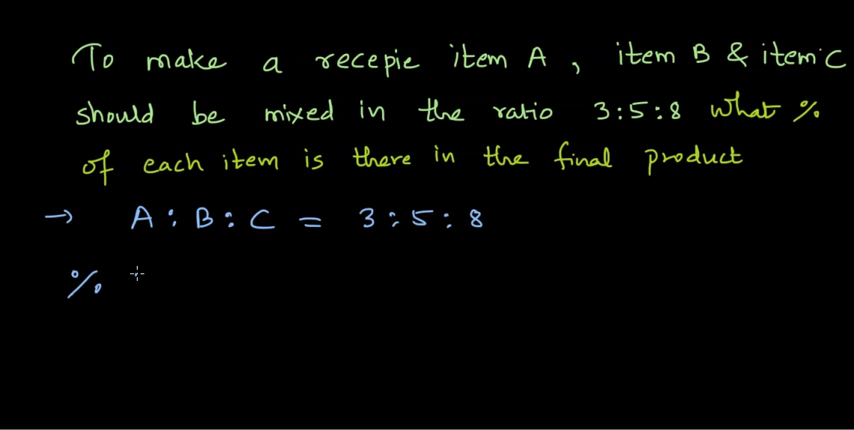 To make a recepie item A, item B & item C
should be mixed in the ratio 3:5:8 what %
of each item is there in the final product
→ A : B : C = 3 : 5 : 8
%